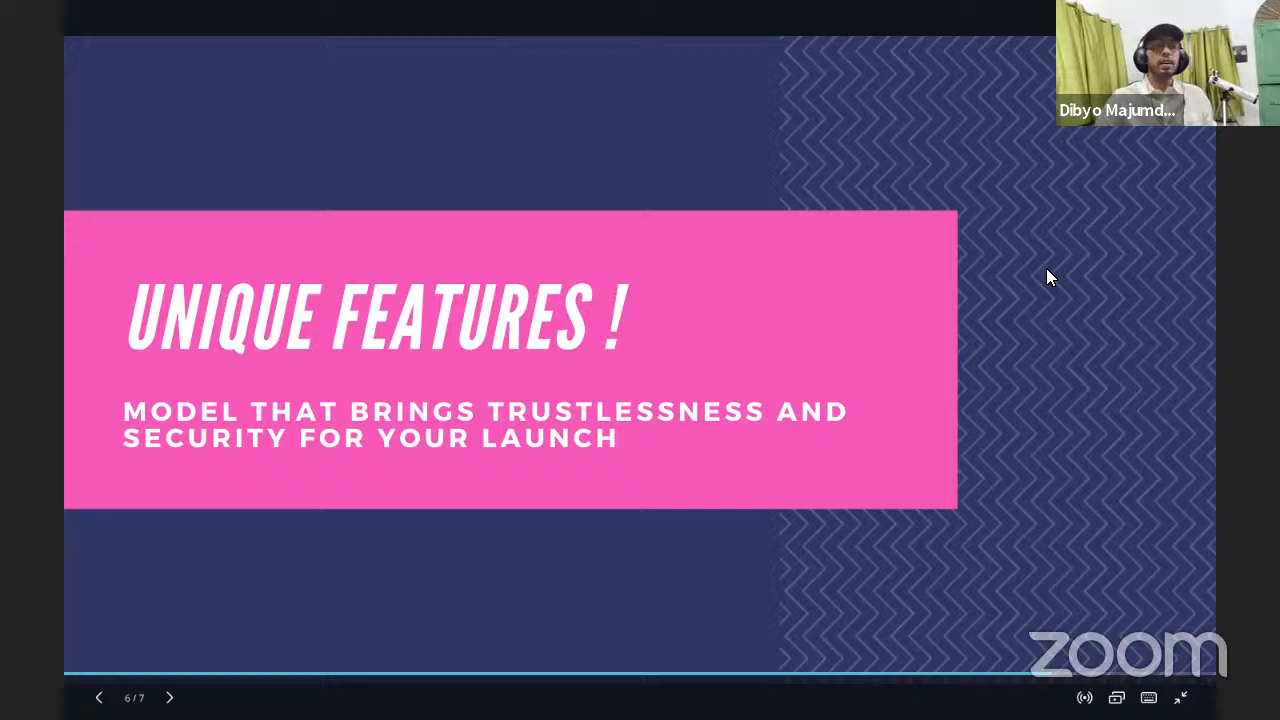 Dibyo Majumd...
UNIQUE FEATURES !
MODEL THAT BRINGS TRUSTLESSNESS AND
SECURITY FOR YOUR LAUNCH
zoom
6/7